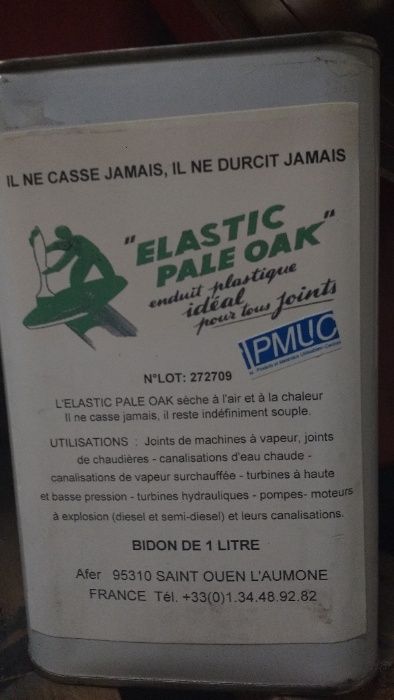 IL NE CASSE JAMAIS, IL NE DURCIT JAMAIS
"ELASTIC
PALE OAK"
enduit plastique
idéal
pour tous joints
PMUC
N°LOT: 272709
L'ELASTIC PALE OAK sèche à l'air et à la chaleur
Il ne casse jamais, il reste indéfiniment souple.
UTILISATIONS : Joints de machines à vapeur, joints
de chaudières - canalisations d'eau chaude -
canalisations de vapeur surchauffée - turbines à haute
et basse pression - turbines hydrauliques - pompes- moteurs
à explosion (diesel et semi-diesel) et leurs canalisations.
BIDON DE 1 LITRE
Afer 95310 SAINT OUEN L'AUMONE
FRANCE Tél. +33(0)1.34.48.92.82